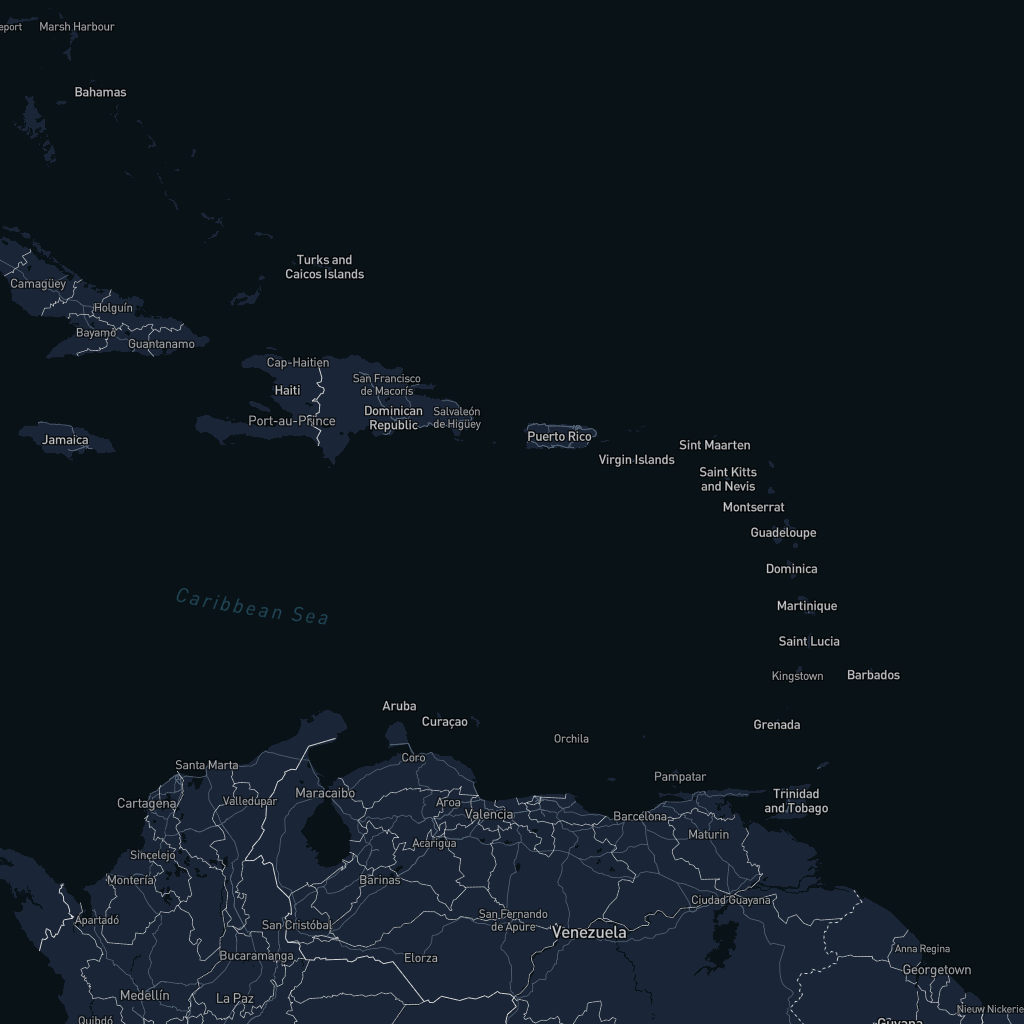 eport
Marsh Harbour
Bahamas
Turks and
Caicos Islands
Camagüey
Holguín
Bayamo
Guantanamo
Cap-Haitien
San Francisco
de Macorís
Haiti
Dominican
Republic
Salvaleón
de Higüey
Port-au-Prince
Jamaica
Puerto Rico
Sint Maarten
Virgin Islands
Saint Kitts
and Nevis
Montserrat
Guadeloupe
Dominica
Caribbean Sea
Martinique
Saint Lucia
Kingstown
Barbados
Aruba
Curaçao
Grenada
Orchila
Coro
Santa Marta
Pampatar
Maracaibo
Trinidad
and Tobago
Cartagena
Valledupar
Aroa
Valencia
Barcelona
Maturin
Acarigua
Sincelejo
Montería
Barinas
Ciudad Guayana
Apartadó
San Cristóbal
San Fernando
de Apure
Venezuela
Anna Regina
Bucaramanga
Elorza
Georgetown
Medellín
La Paz
Nieuw Nickerie
Quibdó
Guyana